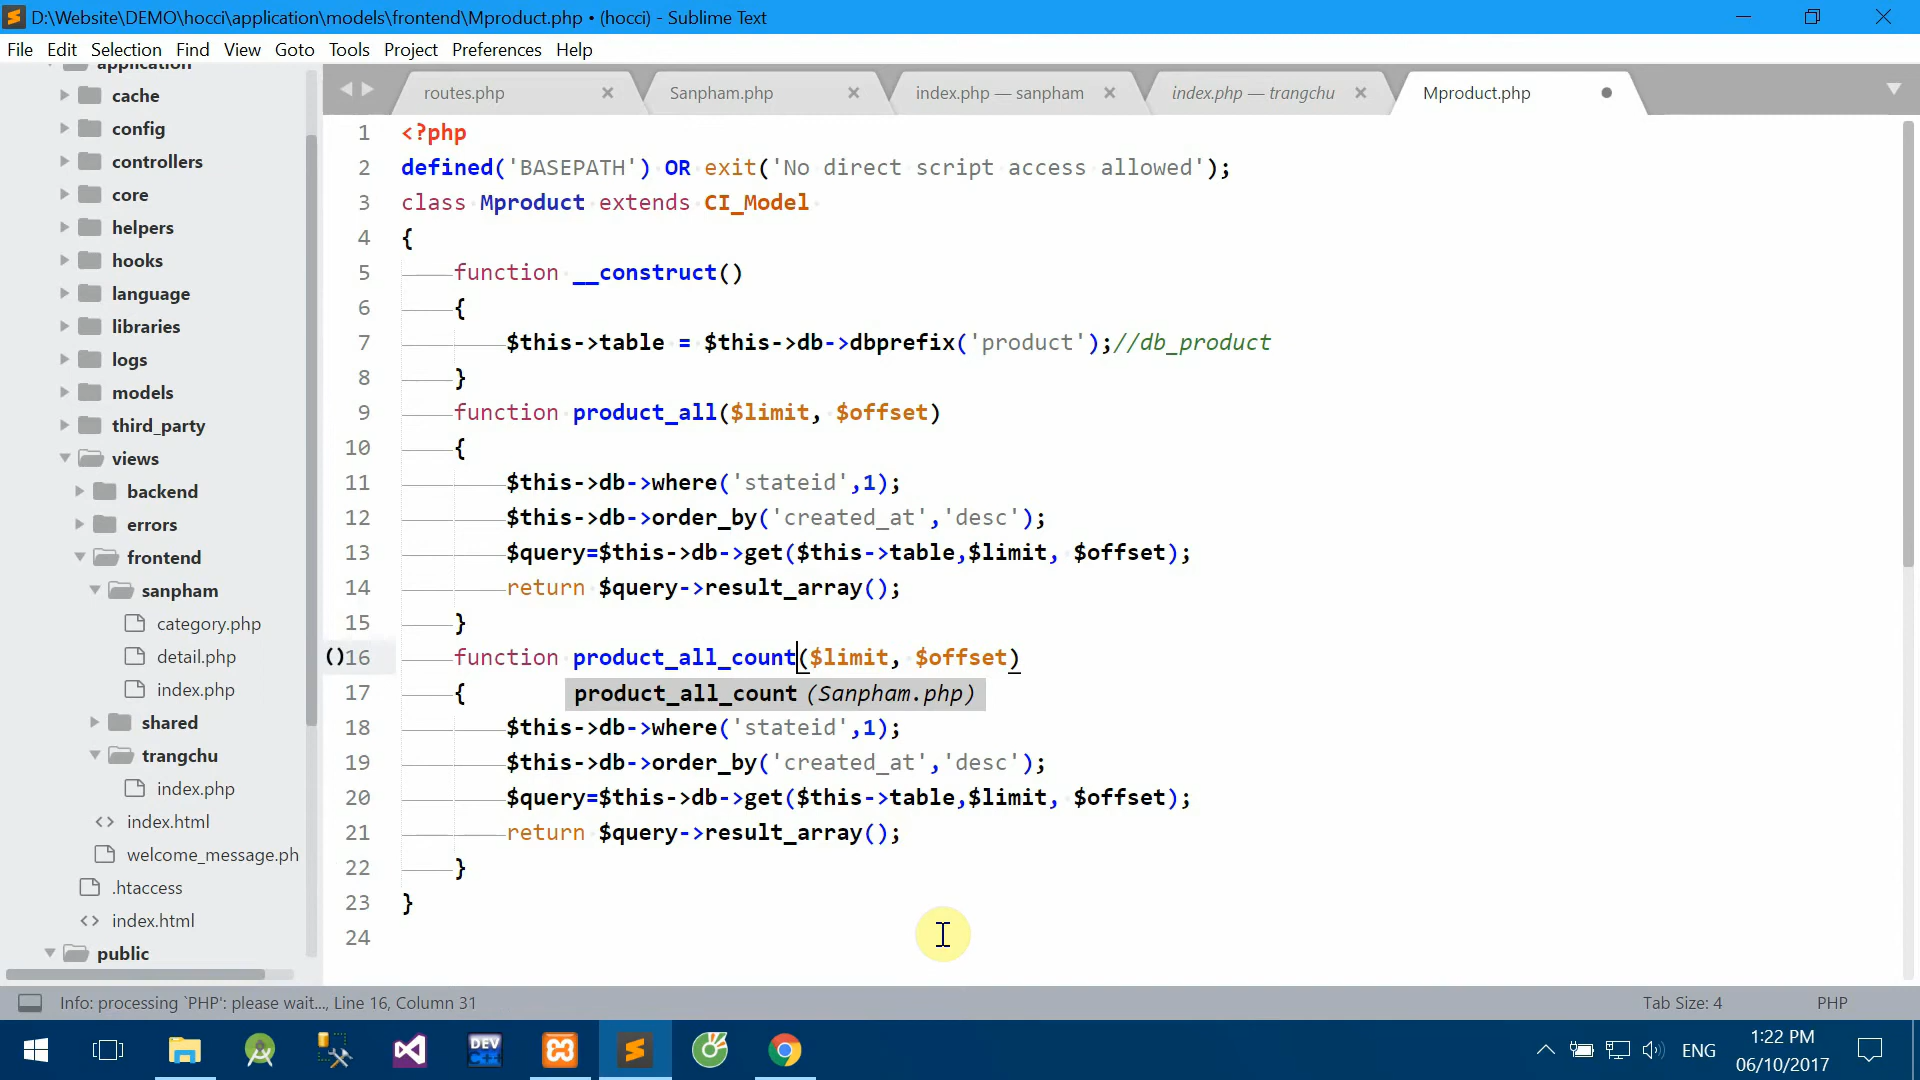 D:\Website\DEMO\hocci\application\models\frontend\Mproduct.php • (hocci) - Sublime Text
File Edit Selection Find View Goto Tools Project Preferences Help
application
cache
config
controllers
core
helpers
hooks
language
libraries
logs
models
third_party
views
backend
errors
frontend
sanpham
category.php
detail.php
index.php
shared
trangchu
index.php
index.html
welcome_message.ph
.htaccess
index.html
public
routes.php
Sanpham.php
index.php — sanpham
index.php — trangchu
Mproduct.php
1 <?php
2 defined('BASEPATH') OR exit('No direct script access allowed');
3 class Mproduct extends CI_Model
4 {
5 function __construct()
6 {
7 $this->table = $this->db->dbprefix('product');//db_product
8 }
9 function product_all($limit, $offset)
10 {
11 $this->db->where('stateid',1);
12 $this->db->order_by('created_at','desc');
13 $query=$this->db->get($this->table,$limit, $offset);
14 return $query->result_array();
15 }
()16 function product_all_count($limit, $offset)
17 { product_all_count (Sanpham.php)
18 $this->db->where('stateid',1);
19 $this->db->order_by('created_at','desc');
20 $query=$this->db->get($this->table,$limit, $offset);
21 return $query->result_array();
22 }
23 }
24
Info: processing `PHP': please wait..., Line 16, Column 31
Tab Size: 4
PHP
DEV C++
ENG
1:22 PM
06/10/2017